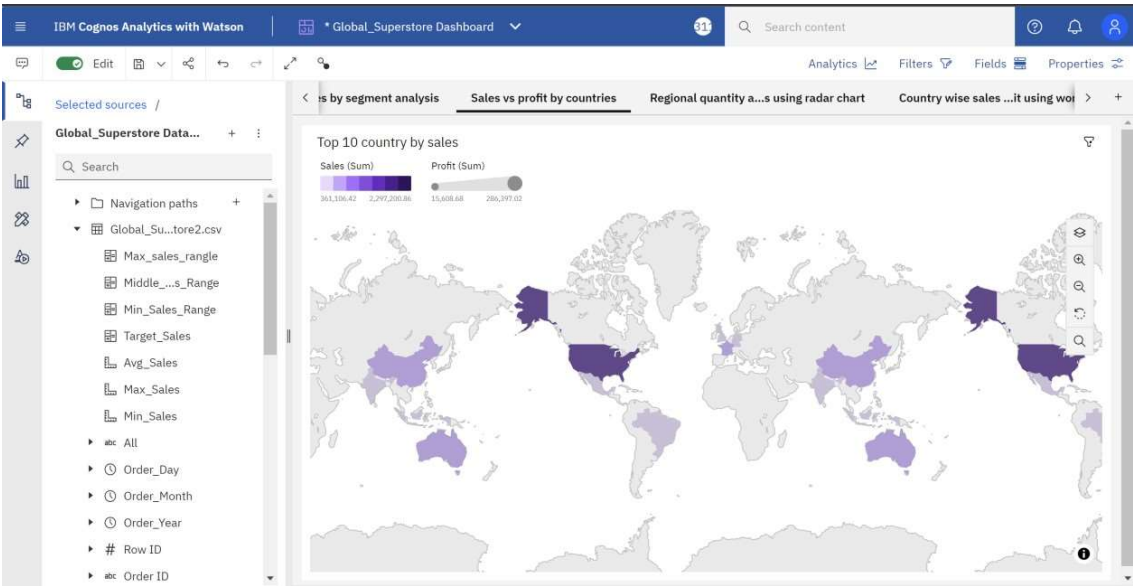 IBM Cognos Analytics with Watson
* Global_Superstore Dashboard
Search content
Edit
Analytics
Filters
Fields
Properties
Selected sources /
Global_Superstore Data...
Search
Navigation paths
Global_Su...tore2.csv
Max_sales_rangle
Middle_...s_Range
Min_Sales_Range
Target_Sales
Avg_Sales
Max_Sales
Min_Sales
abc All
Order_Day
Order_Month
Order_Year
# Row ID
abc Order ID
es by segment analysis
Sales vs profit by countries
Regional quantity a...s using radar chart
Country wise sales ...it using wor
Top 10 country by sales
Sales (Sum)
Profit (Sum)
361,106.42 2,297,200.86
15,608.68 286,397.02